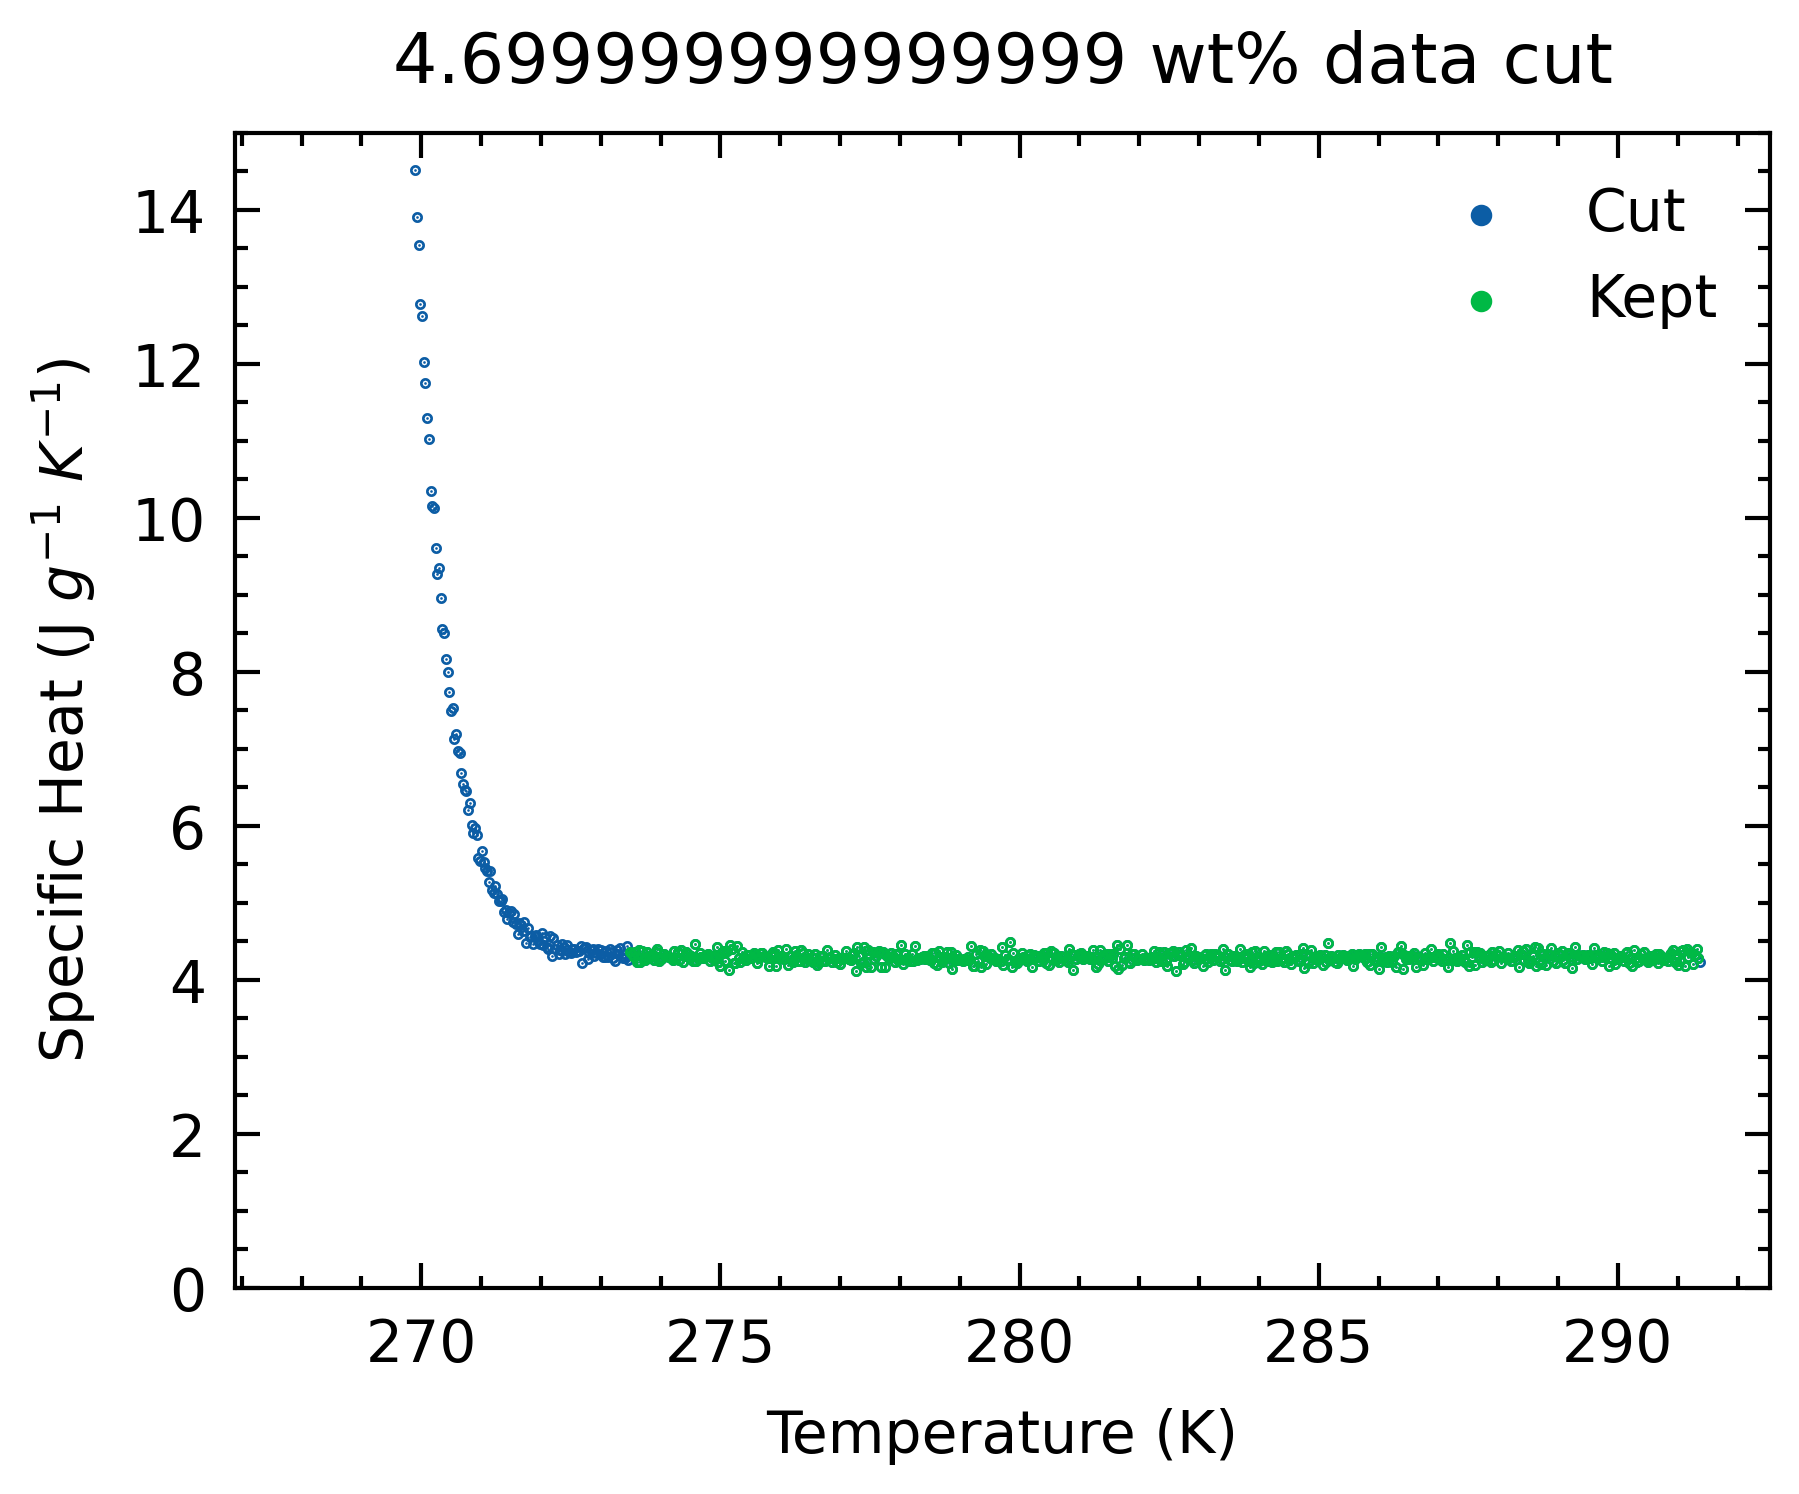 4.699999999999999 wt% data cut
Cut
Kept
14
12
10
8
6
4
2
0
Specific Heat (J g⁻¹ K⁻¹)
270 275 280 285 290
Temperature (K)